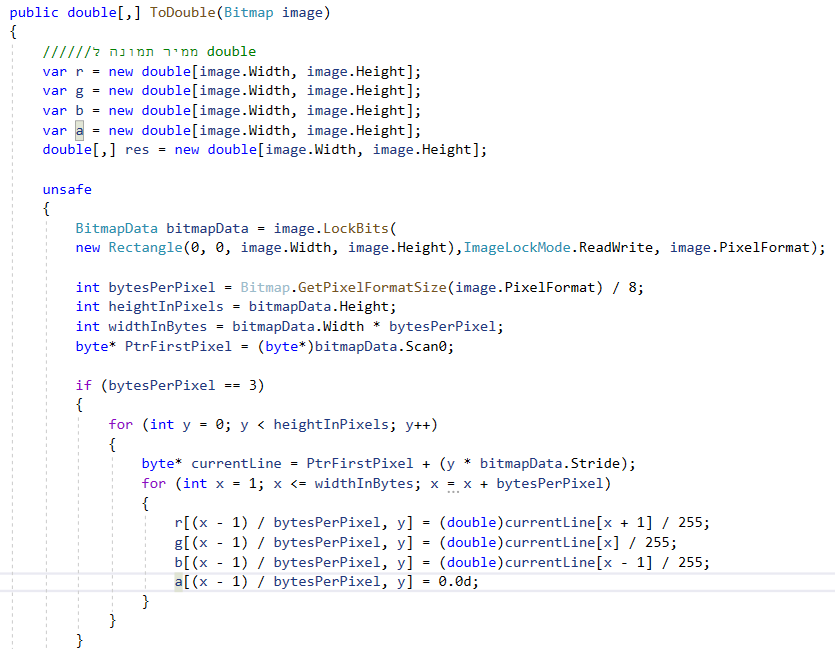 public double[,] ToDouble(Bitmap image)
{
//////ממיר תמונה ל double
var r = new double[image.Width, image.Height];
var g = new double[image.Width, image.Height];
var b = new double[image.Width, image.Height];
var a = new double[image.Width, image.Height];
double[,] res = new double[image.Width, image.Height];
unsafe
{
BitmapData bitmapData = image.LockBits(
new Rectangle(0, 0, image.Width, image.Height),ImageLockMode.ReadWrite, image.PixelFormat);
int bytesPerPixel = Bitmap.GetPixelFormatSize(image.PixelFormat) / 8;
int heightInPixels = bitmapData.Height;
int widthInBytes = bitmapData.Width * bytesPerPixel;
byte* PtrFirstPixel = (byte*)bitmapData.Scan0;
if (bytesPerPixel == 3)
{
for (int y = 0; y < heightInPixels; y++)
{
byte* currentLine = PtrFirstPixel + (y * bitmapData.Stride);
for (int x = 1; x <= widthInBytes; x = x + bytesPerPixel)
{
r[(x - 1) / bytesPerPixel, y] = (double)currentLine[x + 1] / 255;
g[(x - 1) / bytesPerPixel, y] = (double)currentLine[x] / 255;
b[(x - 1) / bytesPerPixel, y] = (double)currentLine[x - 1] / 255;
a[(x - 1) / bytesPerPixel, y] = 0.0d;
}
}
}